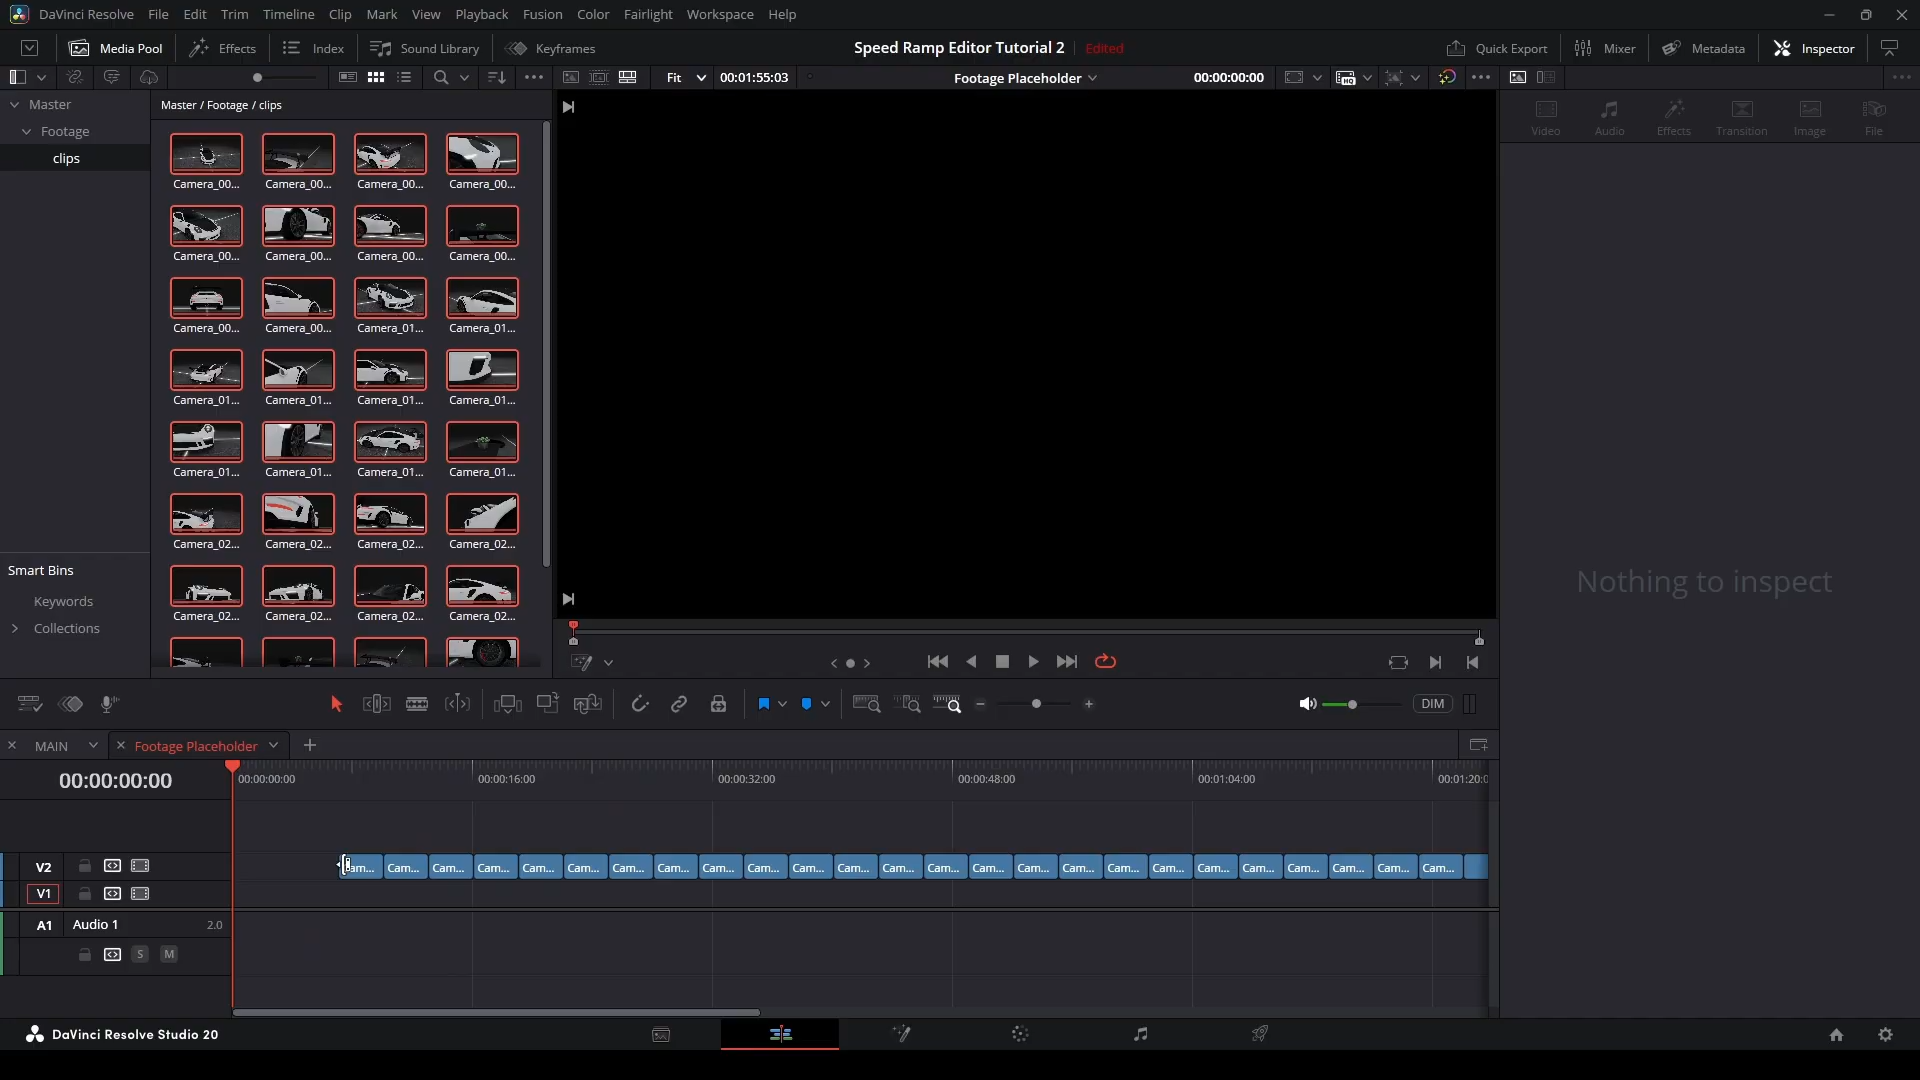 DaVinci Resolve File Edit Trim Timeline Clip Mark View Playback Fusion Color Fairlight Workspace Help
Media Pool Effects Index Sound Library Keyframes Speed Ramp Editor Tutorial 2 Edited Quick Export Mixer Metadata Inspector
Fit 00:01:55:03 Footage Placeholder 00:00:00:00
Master
Footage
clips
Smart Bins
Keywords
Collections
Master / Footage / clips
Camera_00... Camera_00... Camera_00... Camera_00...
Camera_00... Camera_00... Camera_00... Camera_00...
Camera_00... Camera_00... Camera_01... Camera_01...
Camera_01... Camera_01... Camera_01... Camera_01...
Camera_01... Camera_01... Camera_01... Camera_01...
Camera_02... Camera_02... Camera_02... Camera_02...
Camera_02... Camera_02... Camera_02... Camera_02...
Video Audio Effects Transition Image File
Nothing to inspect
DIM
MAIN Footage Placeholder
00:00:00:00 00:00:00:00 00:00:16:00 00:00:32:00 00:00:48:00 00:01:04:00 00:01:20:0
V2 am... Cam... Cam... Cam... Cam... Cam... Cam... Cam... Cam... Cam... Cam... Cam... Cam... Cam... Cam... Cam... Cam... Cam... Cam... Cam... Cam... Cam... Cam... Cam... Cam...
V1
A1 Audio 1 2.0
S M
DaVinci Resolve Studio 20